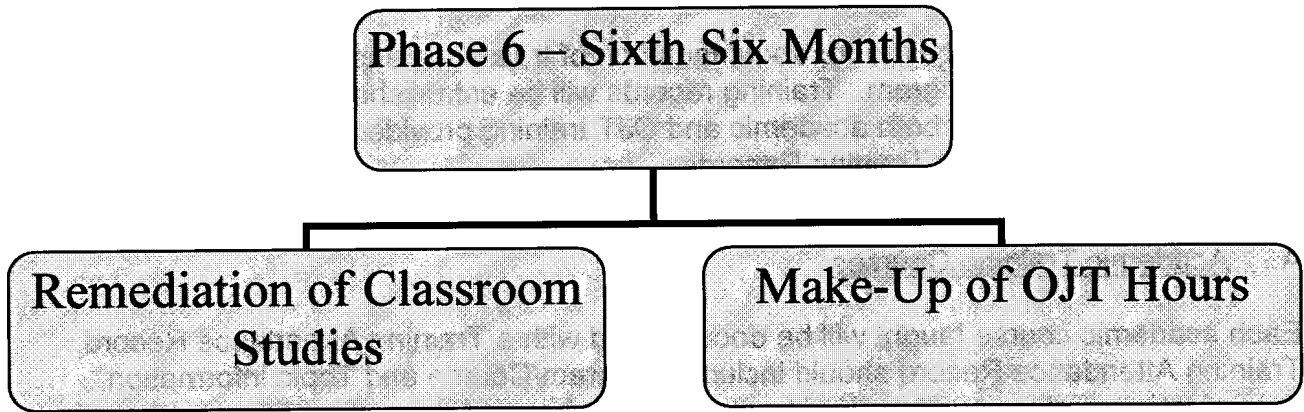 Phase 6 – Sixth Six Months
Remediation of Classroom
Studies
Make-Up of OJT Hours